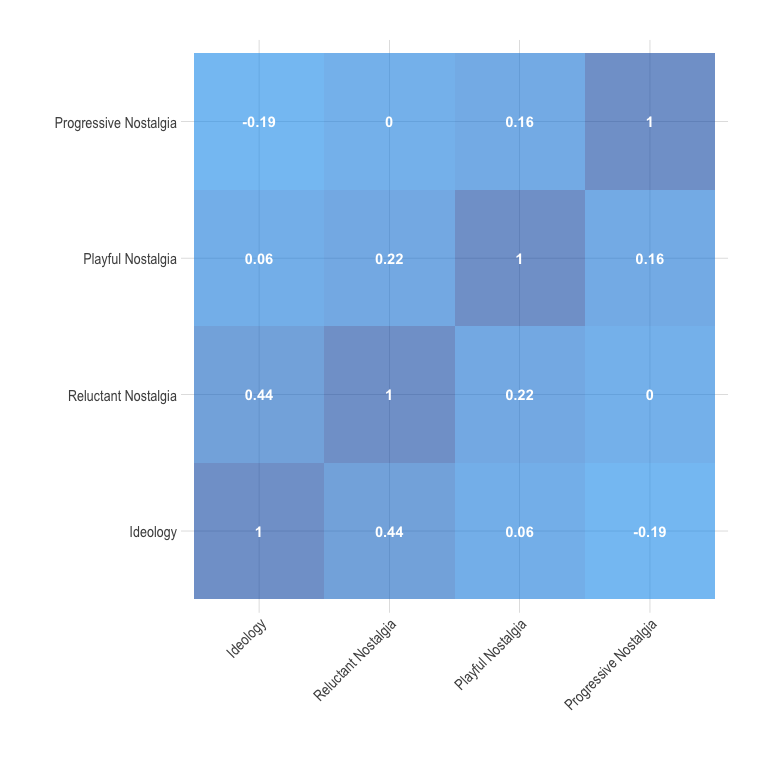 Progressive Nostalgia -0.19 0 0.16 1
Playful Nostalgia 0.06 0.22 1 0.16
Reluctant Nostalgia 0.44 1 0.22 0
Ideology 1 0.44 0.06 -0.19
Ideology
Reluctant Nostalgia
Playful Nostalgia
Progressive Nostalgia